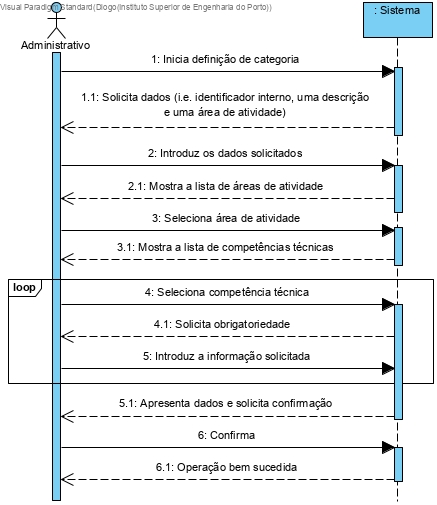 Visual Paradigm Standard(Diogo(Instituto Superior de Engenharia do Porto))
: Sistema
Administrativo
1: Inicia definição de categoria
1.1: Solicita dados (i.e. identificador interno, uma descrição
e uma área de atividade)
2: Introduz os dados solicitados
2.1: Mostra a lista de áreas de atividade
3: Seleciona área de atividade
3.1: Mostra a lista de competências técnicas
loop
4: Seleciona competência técnica
4.1: Solicita obrigatoriedade
5: Introduz a informação solicitada
5.1: Apresenta dados e solicita confirmação
6: Confirma
6.1: Operação bem sucedida